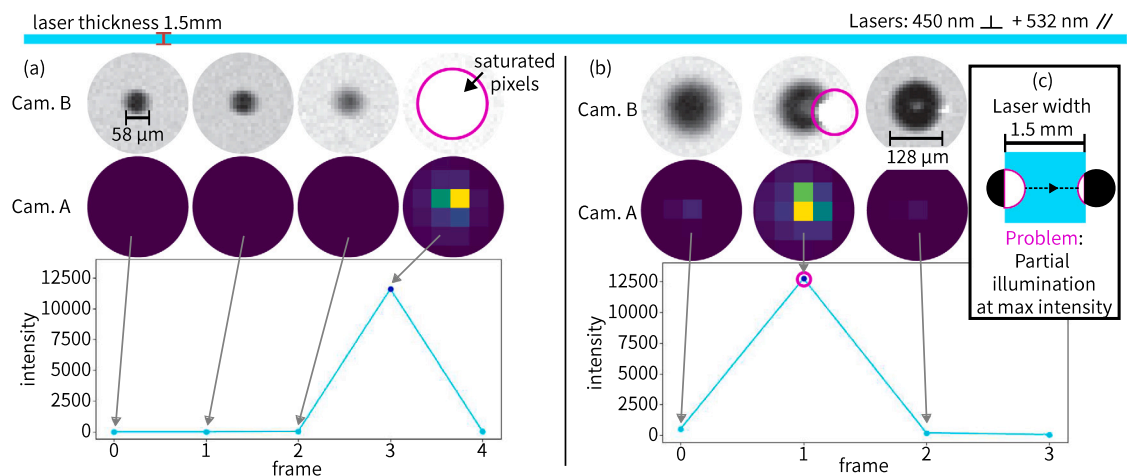 laser thickness 1.5mm
Lasers: 450 nm ⊥ + 532 nm //
(a)
Cam. B
saturated
pixels
58 µm
Cam. A
12500
10000
7500
5000
2500
0
intensity
0 1 2 3 4
frame
(b)
Cam. B
128 µm
Cam. A
12500
10000
7500
5000
2500
0
intensity
0 1 2 3
frame
(c)
Laser width
1.5 mm
Problem:
Partial
illumination
at max intensity